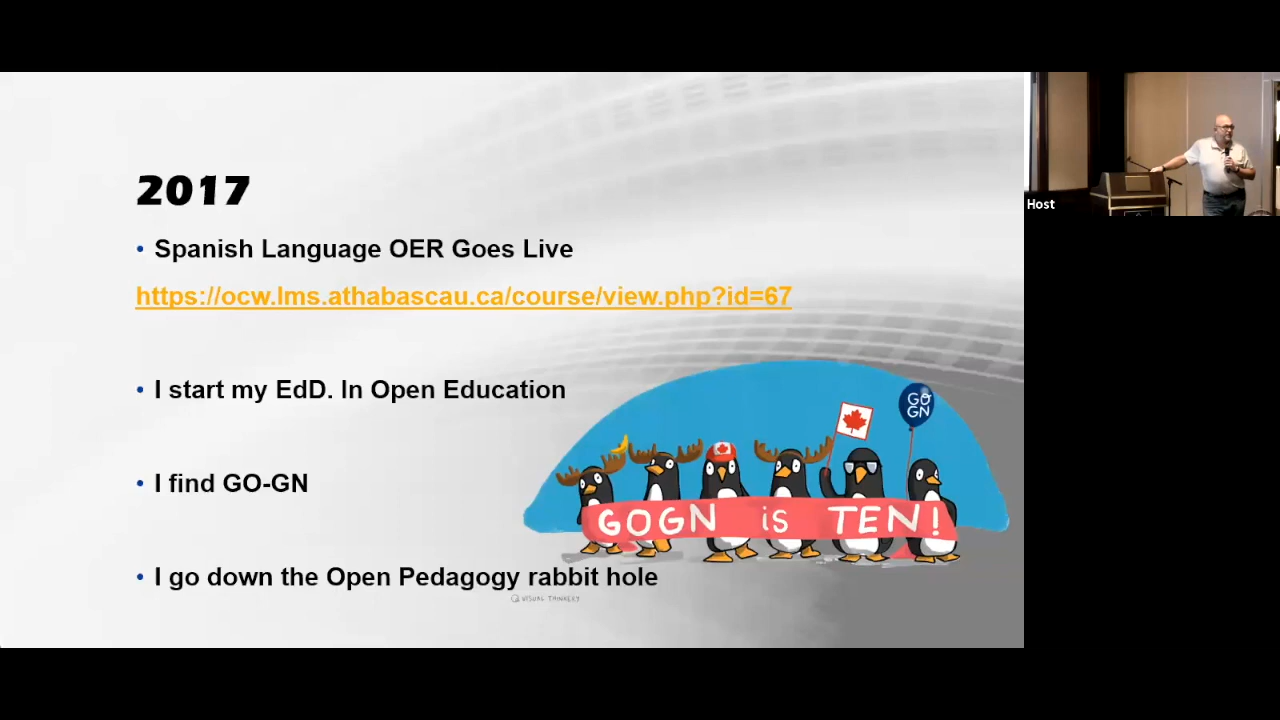 2017
• Spanish Language OER Goes Live
https://ocw.lms.athabascau.ca/course/view.php?id=67
• I start my EdD. In Open Education
• I find GO-GN
• I go down the Open Pedagogy rabbit hole
GO
GN
GOGN is TEN!
VISUAL THINKERY
Host